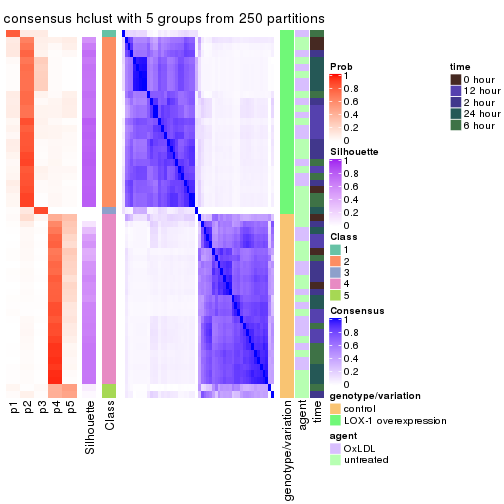 consensus hclust with 5 groups from 250 partitions
Prob
1
0.8
0.6
0.4
0.2
0
time
0 hour
12 hour
2 hour
24 hour
6 hour
Silhouette
1
0.8
0.6
0.4
0.2
0
Class
1
2
3
4
5
Consensus
1
0.8
0.6
0.4
0.2
0
genotype/variation
control
LOX-1 overexpression
agent
OxLDL
untreated
p1
p2
p3
p4
p5
Silhouette
Class
genotype/variation
agent
time